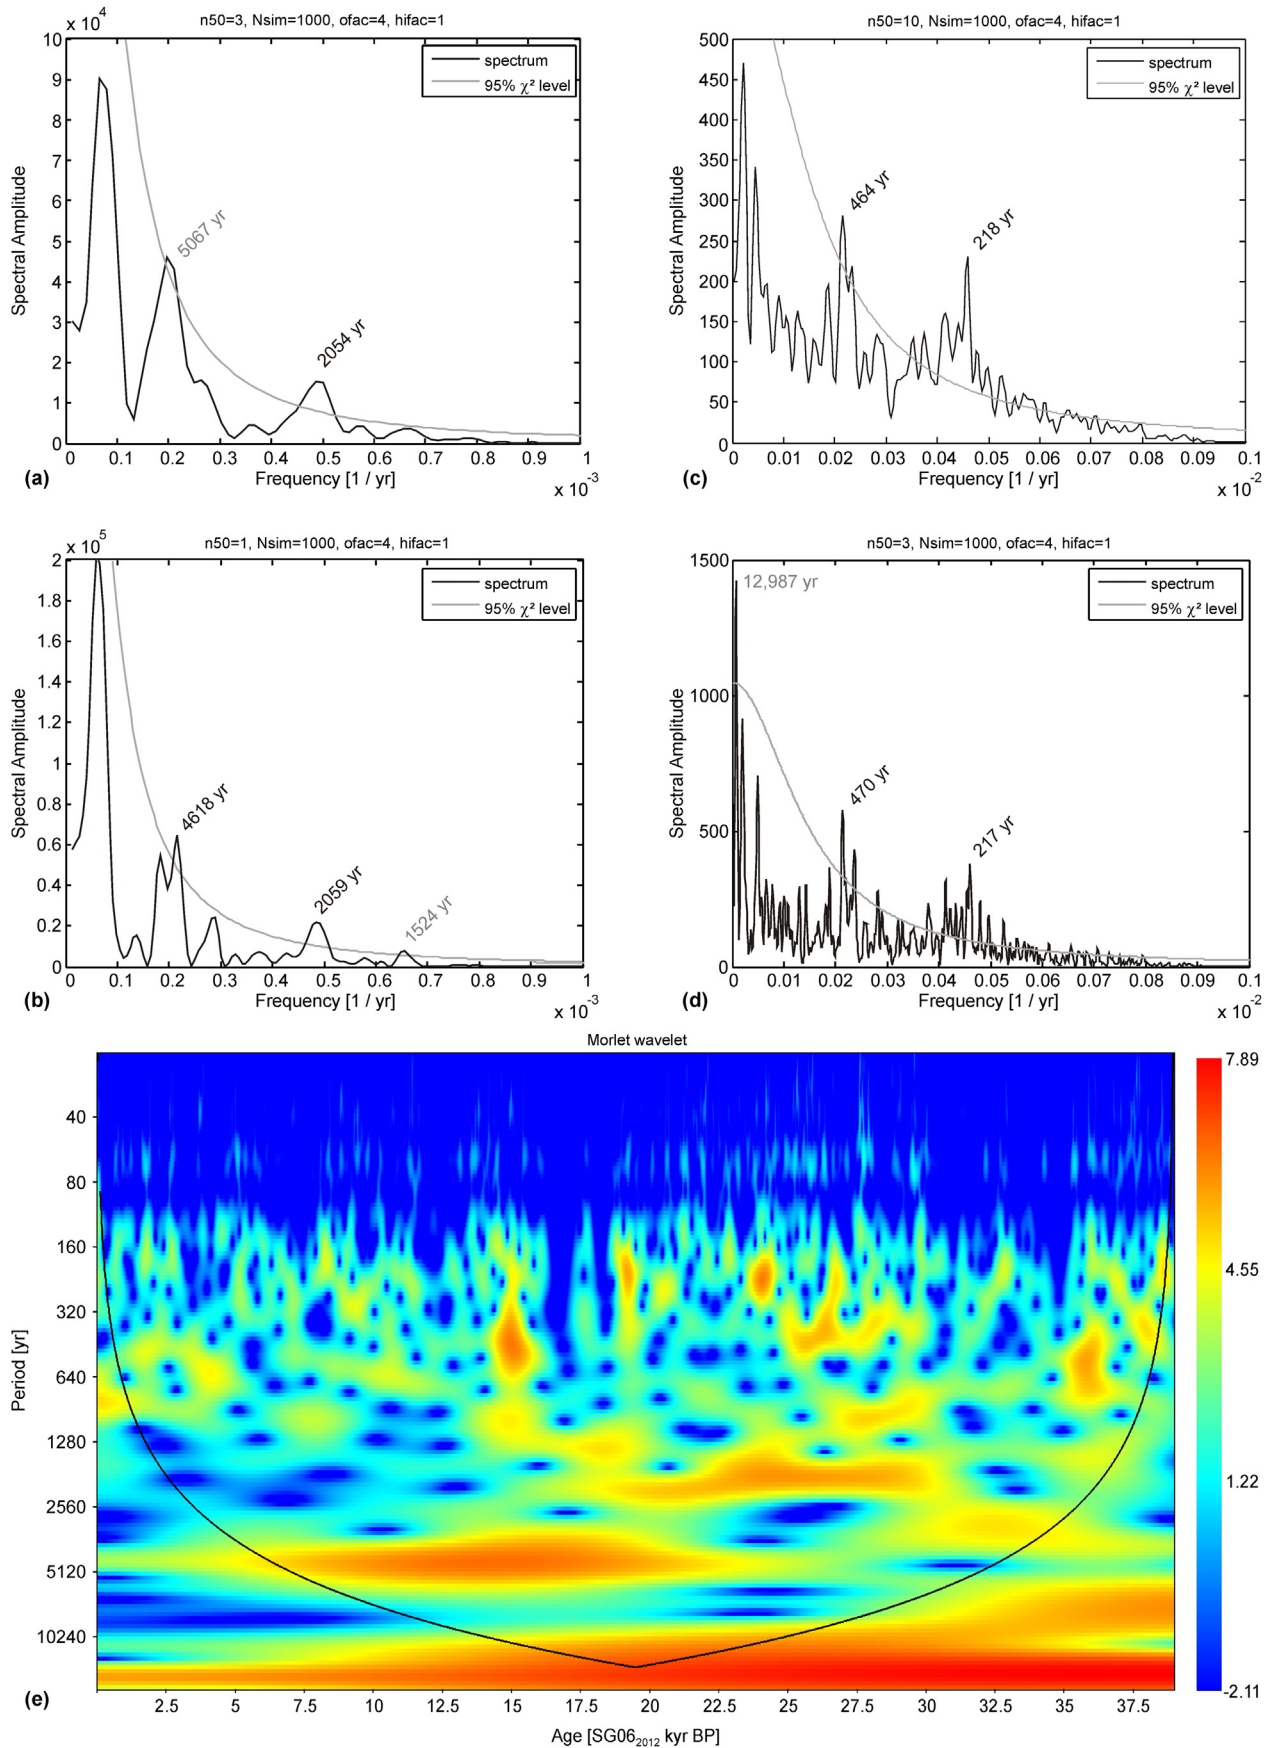 n50=3, Nsim=1000, ofac=4, hifac=1
x 10^4
10
9
8
7
6
5
4
3
2
1
0
Spectral Amplitude
spectrum
95% χ² level
5067 yr
2054 yr
0 0.1 0.2 0.3 0.4 0.5 0.6 0.7 0.8 0.9 1
(a) Frequency [1 / yr]
x 10^-3
n50=10, Nsim=1000, ofac=4, hifac=1
500
450
400
350
300
250
200
150
100
50
0
Spectral Amplitude
spectrum
95% χ² level
464 yr
218 yr
0 0.01 0.02 0.03 0.04 0.05 0.06 0.07 0.08 0.09 0.1
(c) Frequency [1 / yr]
x 10^-2
n50=1, Nsim=1000, ofac=4, hifac=1
x 10^5
2
1.8
1.6
1.4
1.2
1
0.8
0.6
0.4
0.2
0
Spectral Amplitude
spectrum
95% χ² level
4618 yr
2059 yr
1524 yr
0 0.1 0.2 0.3 0.4 0.5 0.6 0.7 0.8 0.9 1
(b) Frequency [1 / yr]
x 10^-3
n50=3, Nsim=1000, ofac=4, hifac=1
1500
1000
500
0
Spectral Amplitude
12,987 yr
spectrum
95% χ² level
470 yr
217 yr
0 0.01 0.02 0.03 0.04 0.05 0.06 0.07 0.08 0.09 0.1
(d) Frequency [1 / yr]
x 10^-2
Morlet wavelet
40
80
160
320
640
1280
2560
5120
10240
Period [yr]
7.89
4.55
1.22
-2.11
(e)
2.5 5 7.5 10 12.5 15 17.5 20 22.5 25 27.5 30 32.5 35 37.5
Age [SG06₂₀₁₂ kyr BP]